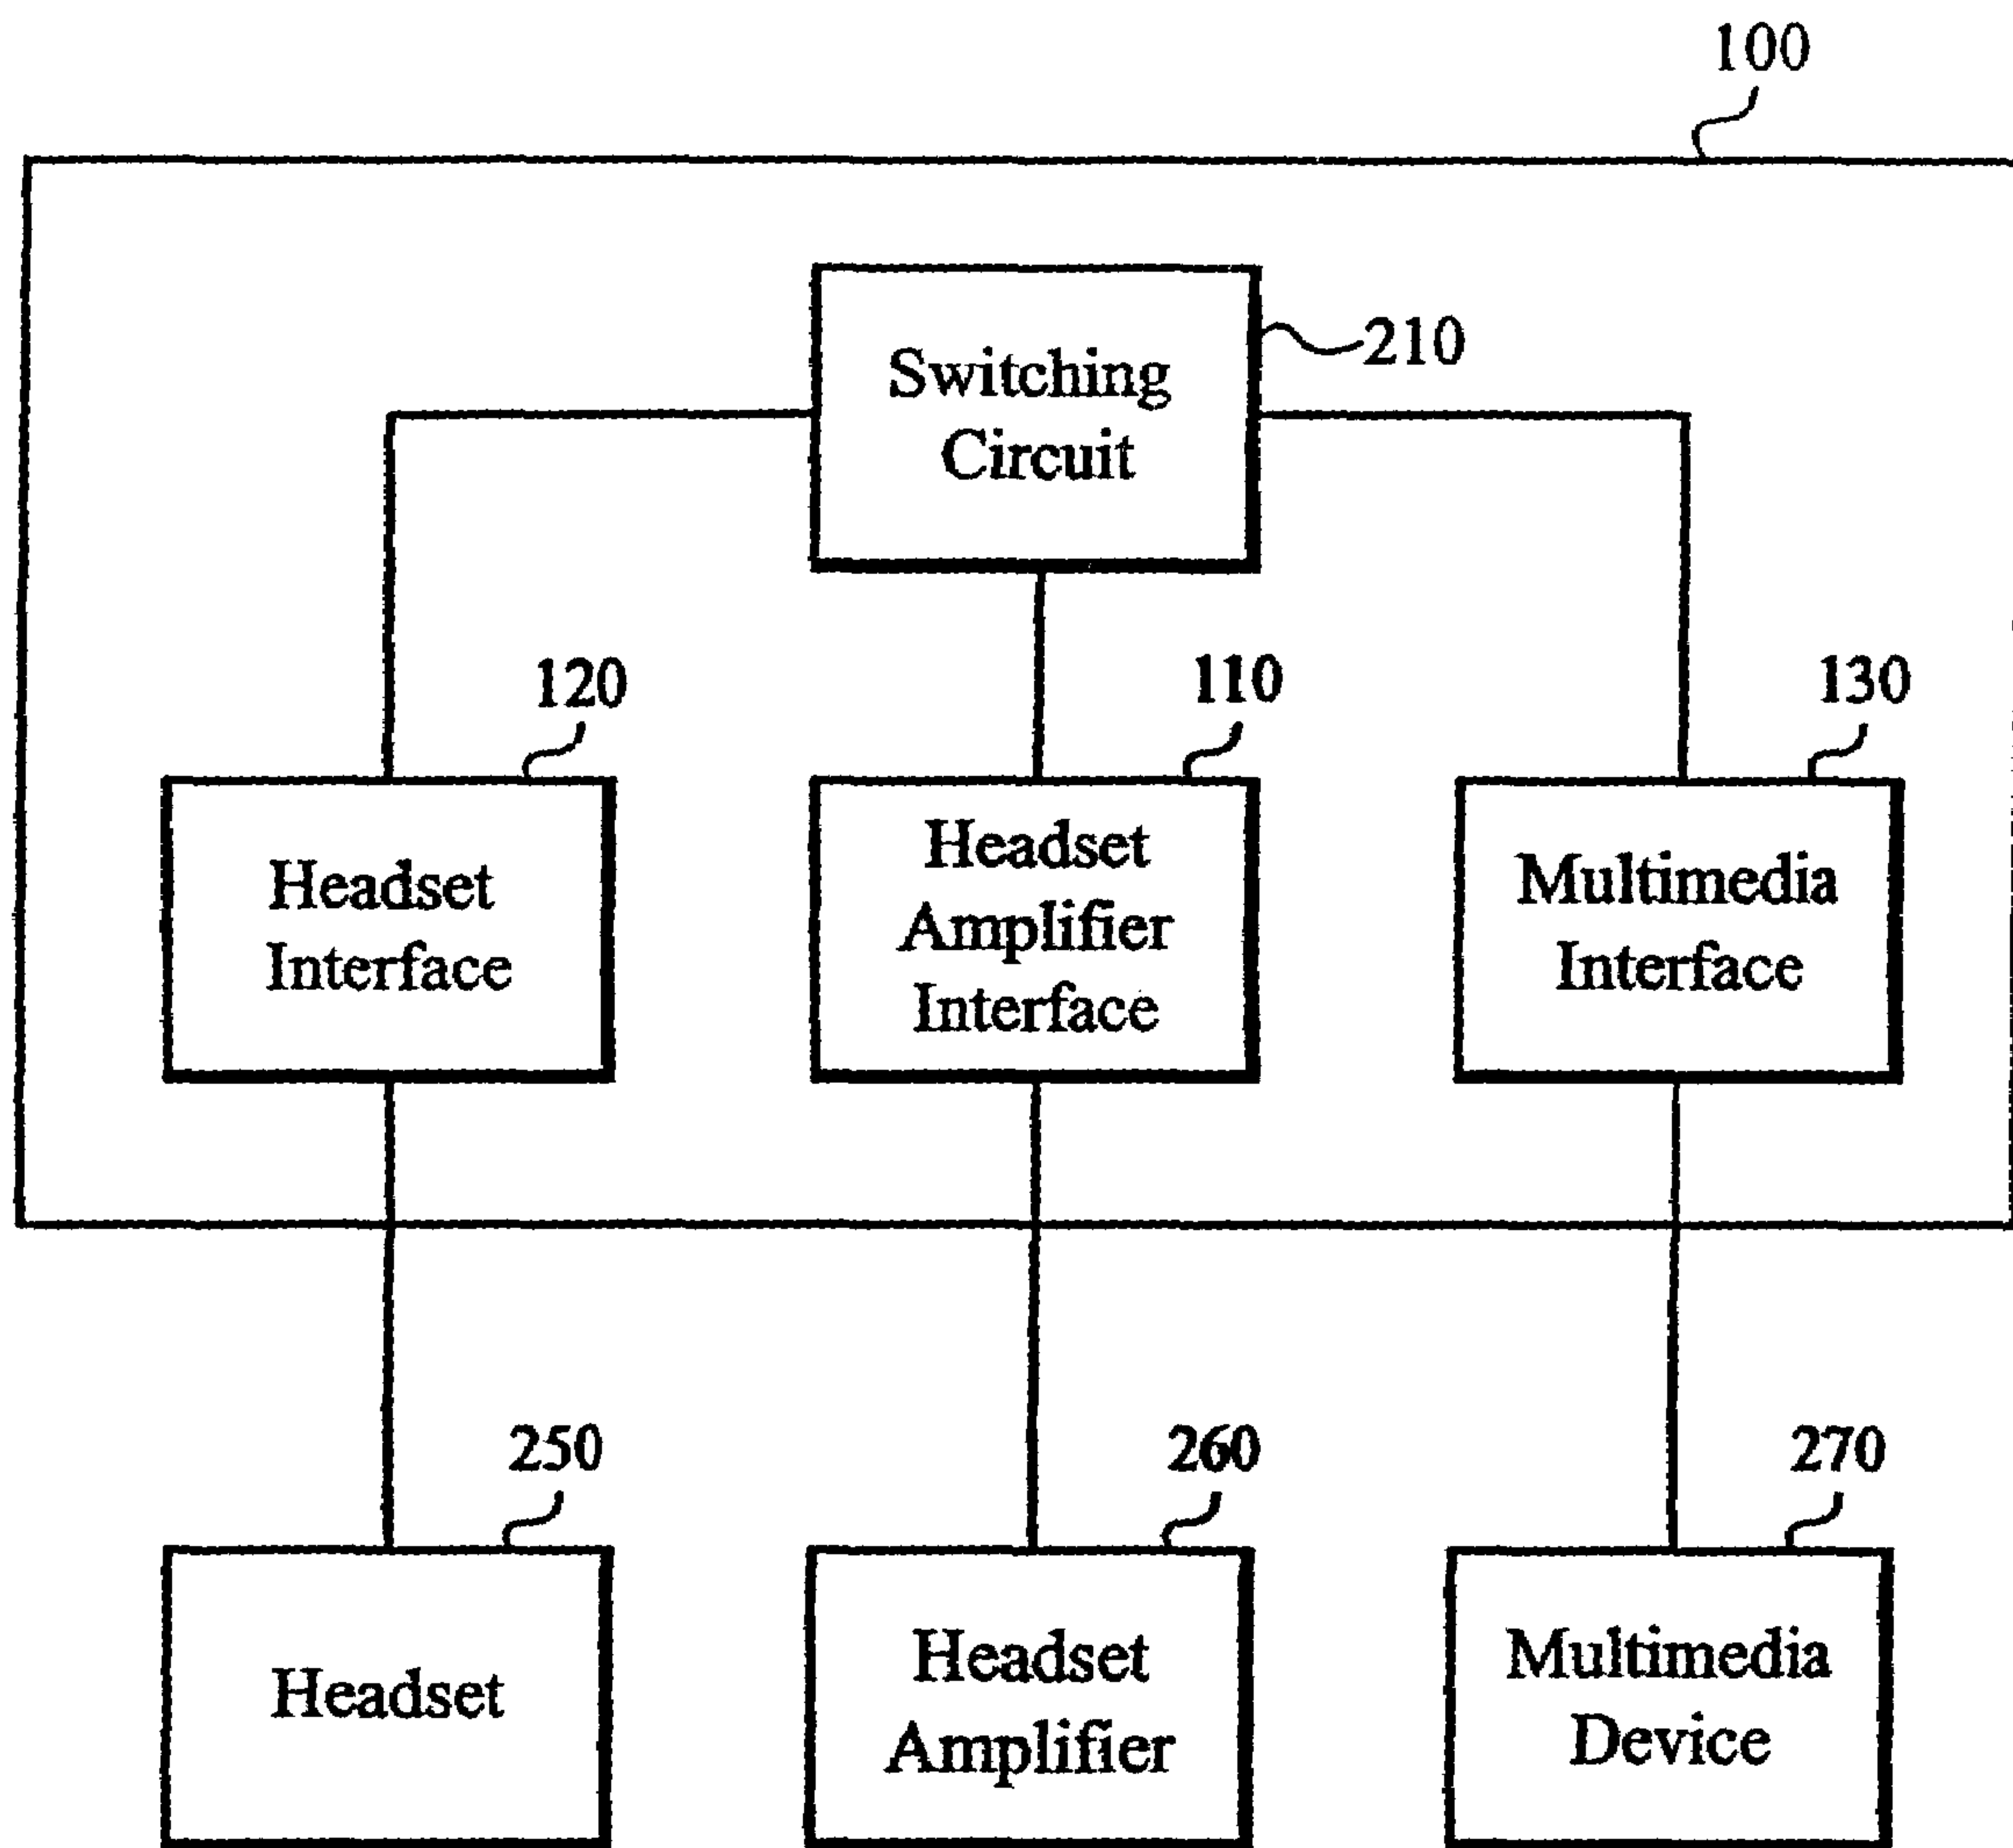 100
Switching
Circuit
210
120
110
130
Headset
Interface
Headset
Amplifier
Interface
Multimedia
Interface
250
260
270
Headset
Headset
Amplifier
Multimedia
Device